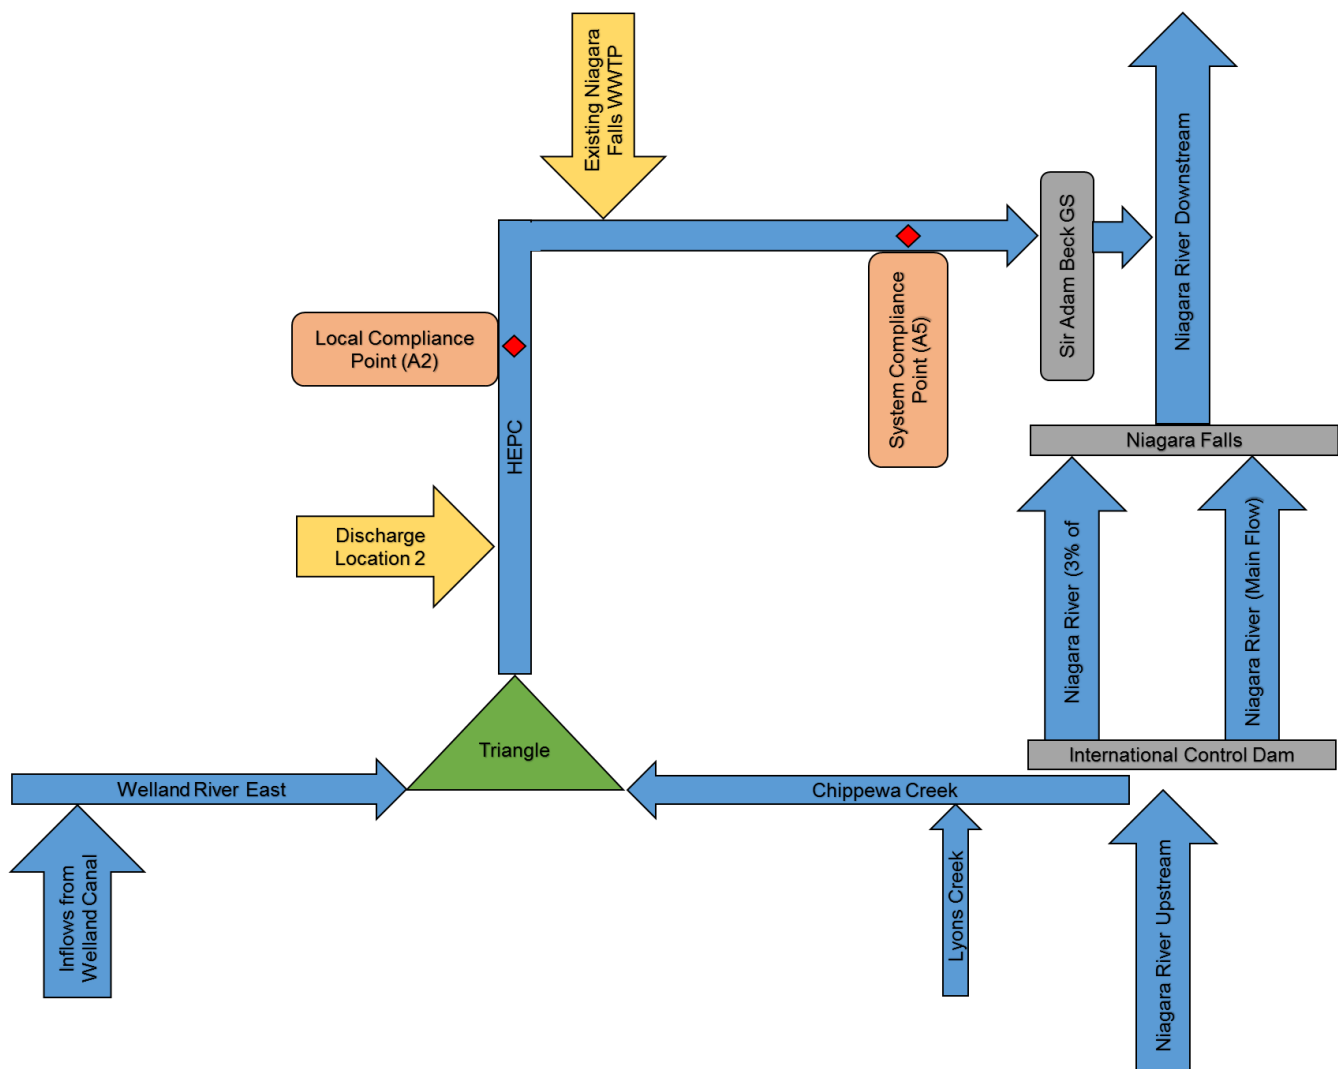 Existing Niagara
Falls WWTP
Niagara River Downstream
Sir Adam Beck GS
Local Compliance
Point (A2)
System Compliance
Point (A5)
HEPC
Niagara Falls
Discharge
Location 2
Niagara River (3% of
Niagara River (Main Flow)
Triangle
International Control Dam
Welland River East
Chippewa Creek
Inflows from
Welland Canal
Lyons Creek
Niagara River Upstream